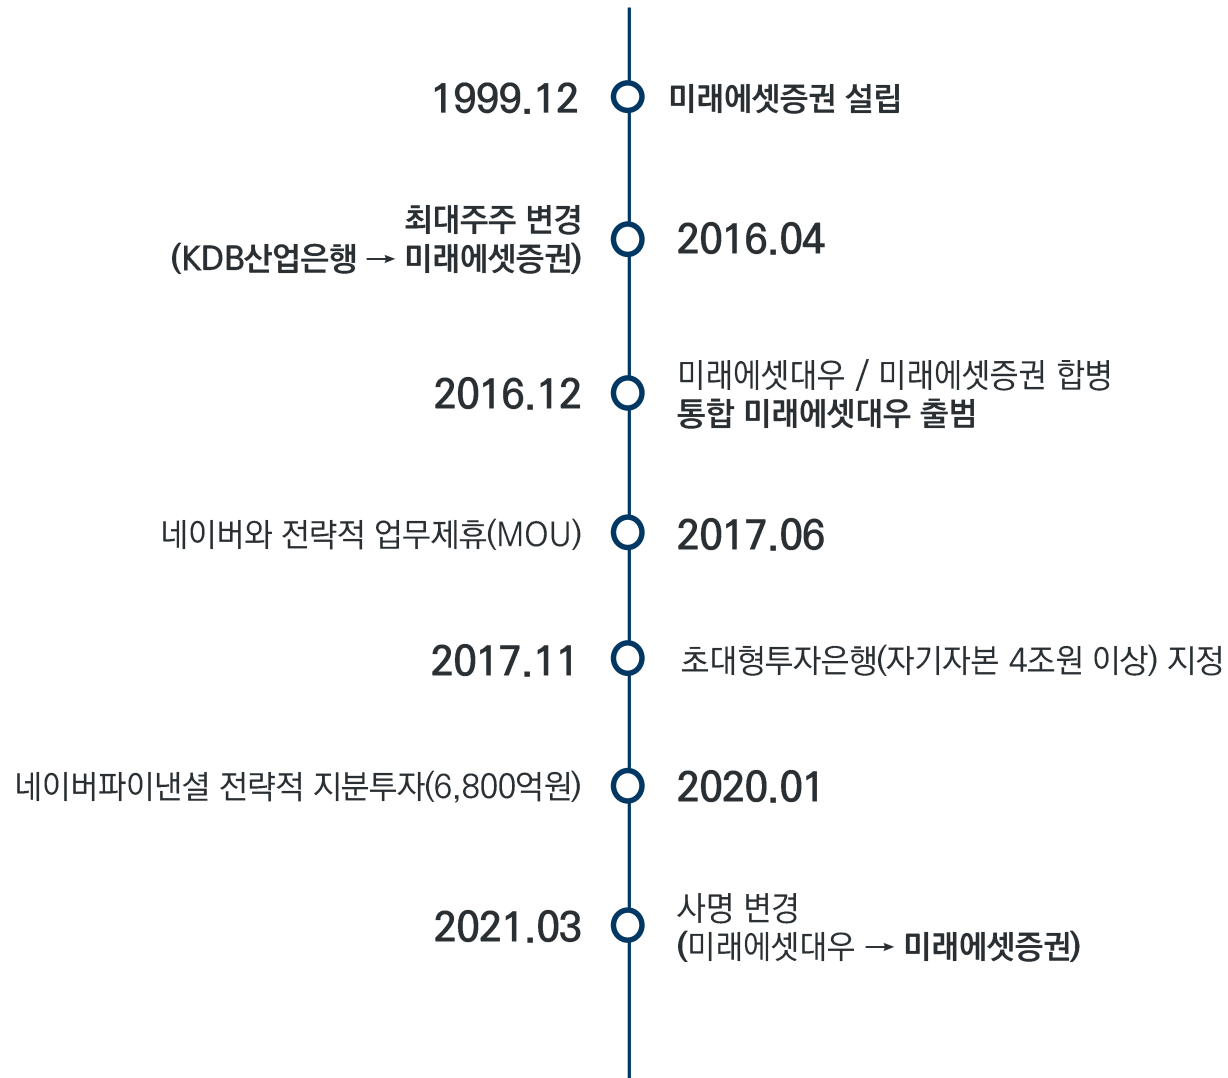 1999.12
미래에셋증권 설립
최대주주 변경
(KDB산업은행 → 미래에셋증권)
2016.04
2016.12
미래에셋대우 / 미래에셋증권 합병
통합 미래에셋대우 출범
네이버와 전략적 업무제휴(MOU)
2017.06
2017.11
초대형투자은행(자기자본 4조원 이상) 지정
네이버파이낸셜 전략적 지분투자(6,800억원)
2020.01
2021.03
사명 변경
(미래에셋대우 → 미래에셋증권)